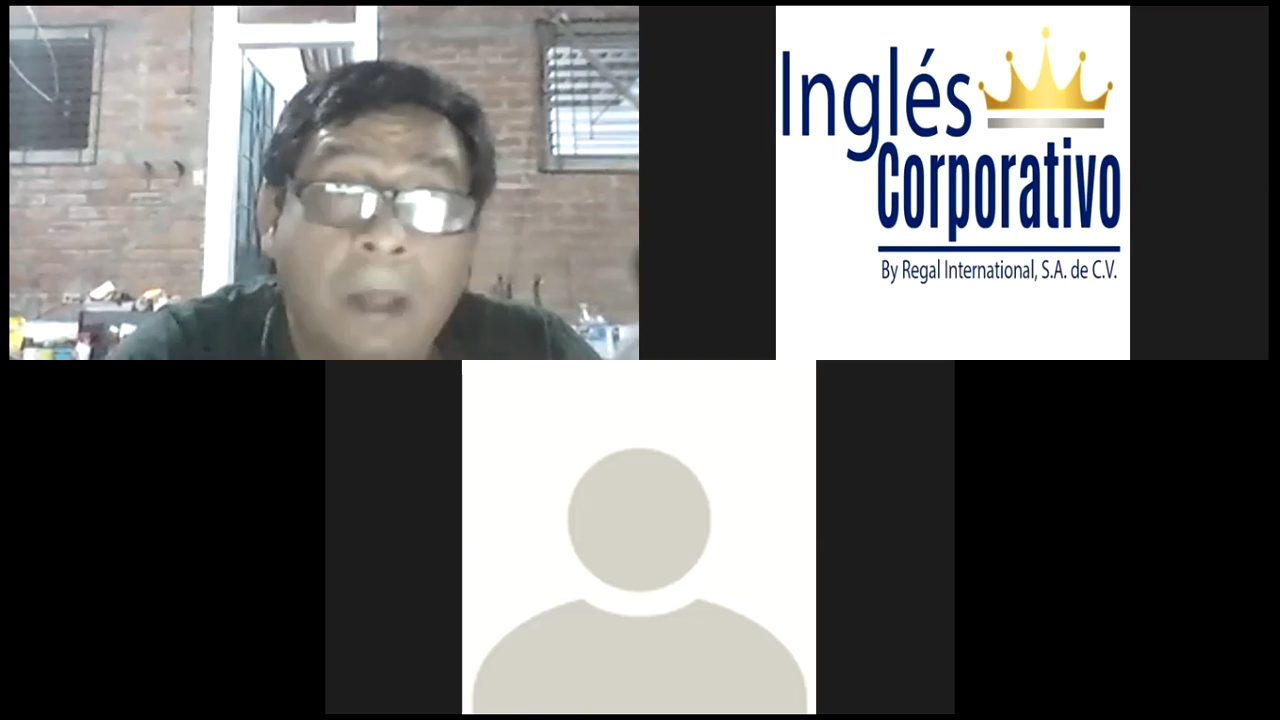 Inglés
Corporativo
By Regal International, S.A. de C.V.